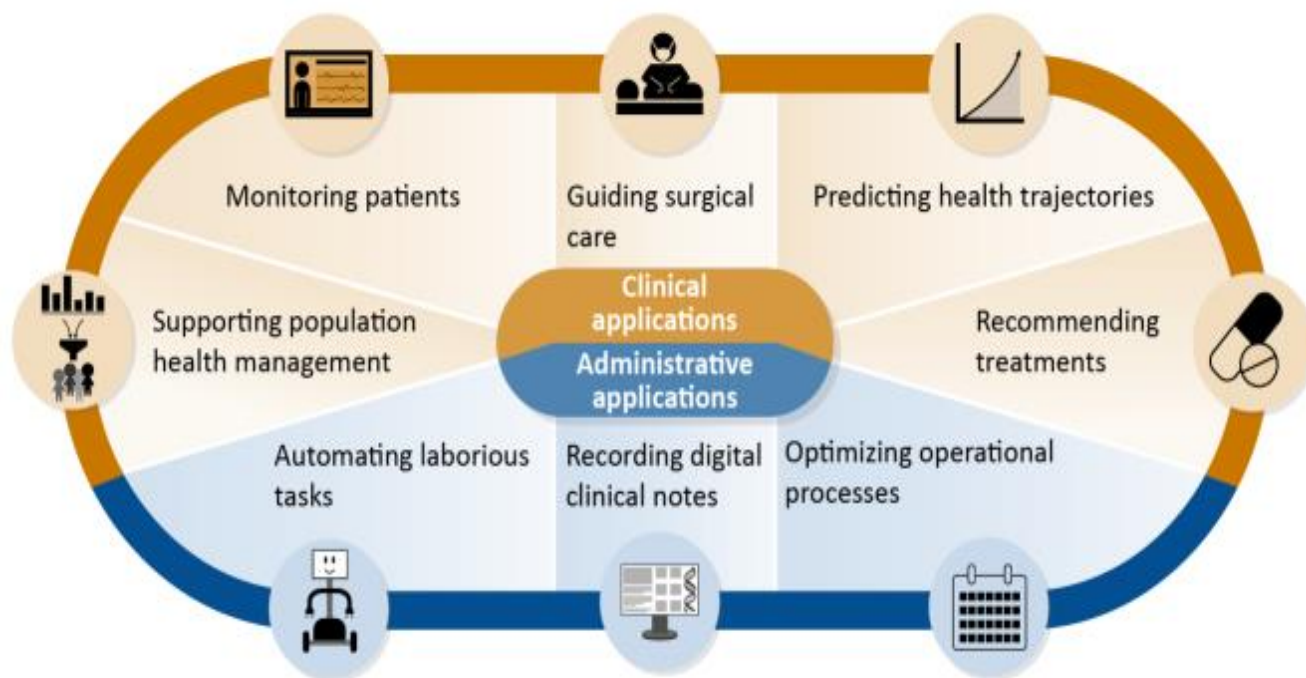 Monitoring patients
Guiding surgical
care
Predicting health trajectories
Supporting population
health management
Clinical
applications
Administrative
applications
Recommending
treatments
Automating laborious
tasks
Recording digital
clinical notes
Optimizing operational
processes